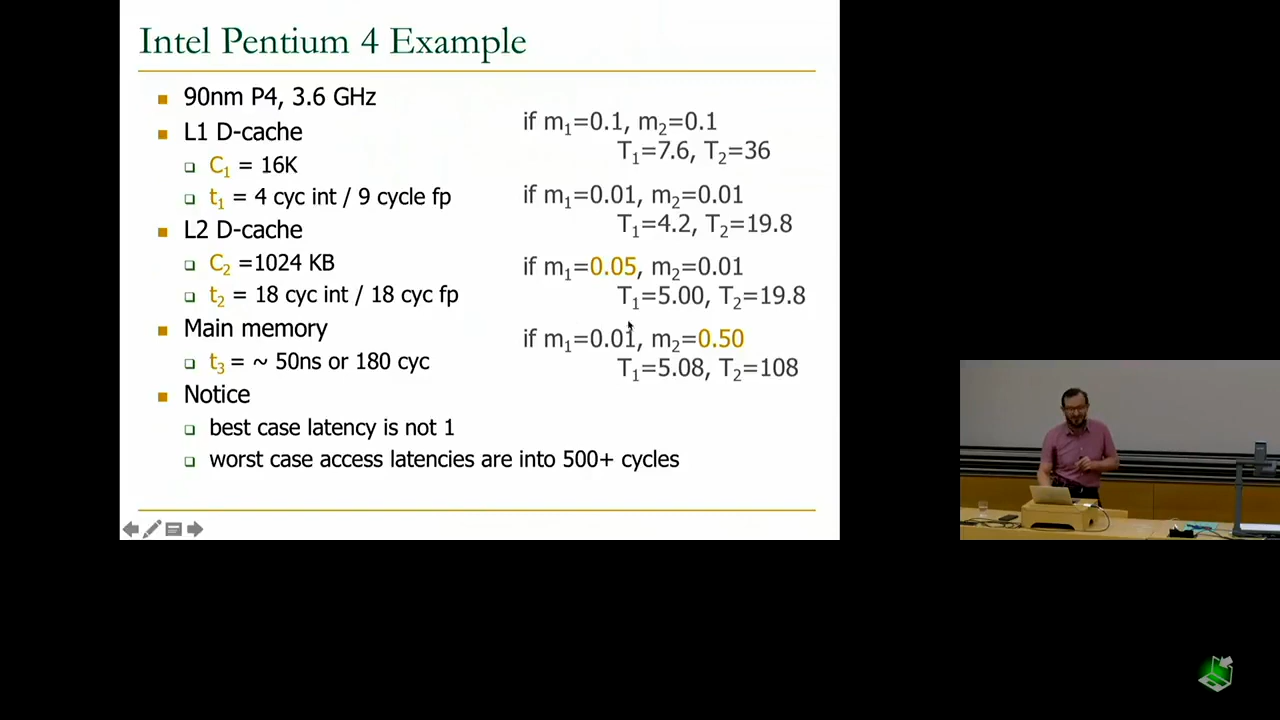 Intel Pentium 4 Example
90nm P4, 3.6 GHz
L1 D-cache
C₁ = 16K
t₁ = 4 cyc int / 9 cycle fp
L2 D-cache
C₂ =1024 KB
t₂ = 18 cyc int / 18 cyc fp
Main memory
t₃ = ~ 50ns or 180 cyc
Notice
best case latency is not 1
worst case access latencies are into 500+ cycles
if m₁=0.1, m₂=0.1
T₁=7.6, T₂=36
if m₁=0.01, m₂=0.01
T₁=4.2, T₂=19.8
if m₁=0.05, m₂=0.01
T₁=5.00, T₂=19.8
if m₁=0.01, m₂=0.50
T₁=5.08, T₂=108